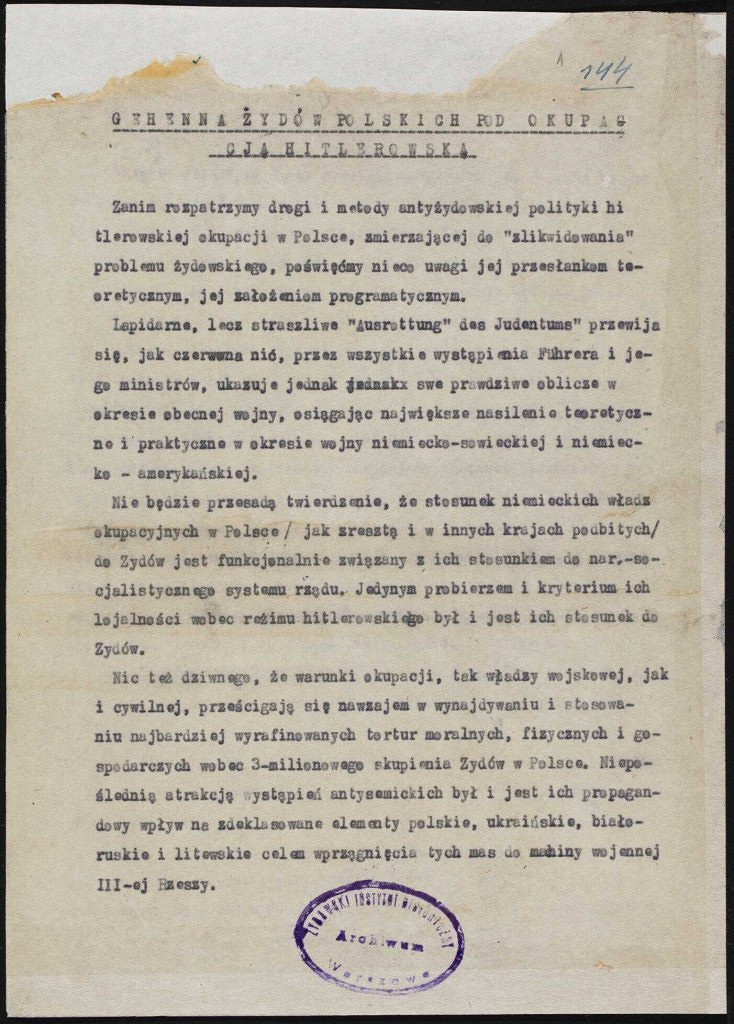 144
GEHENNA ŻYDÓW POLSKICH POD OKUPAC
CJĄ HITLEROWSKĄ
Zanim rozpatrzymy drogi i metody antyżydowskiej polityki hi
tlerowskiej okupacji w Polsce, zmierzającej do "zlikwidowania"
problemu żydowskiego, poświęćmy nieco uwagi jej przesłankom te-
oretycznym, jej założeniom programatycznym.
Lapidarne, lecz straszliwe "Ausrottung" des Judentums" przewija
się, jak czerwona nić, przez wszystkie wystąpienia Führera i je-
go ministrów, ukazuje jednak jednakx swe prawdziwe oblicze w
okresie obecnej wojny, osiągając największe nasilenie teoretycz-
ne i praktyczne w okresie wojny niemiecko-sowieckiej i niemiec-
ko - amerykańskiej.
Nie będzie przesadą twierdzenie, że stosunek niemieckich władz
okupacyjnych w Polsce/ jak zresztą i w innych krajach podbitych/
do Zydów jest funkcjonalnie związany z ich stosunkiem do nar.-so-
cjalistycznego systemu rządu. Jedynym probierzem i kryterium ich
lojalności wobec reżimu hitlerowskiego był i jest ich stosunek do
Zydów.
Nic też dziwnego, że warunki okupacji, tak władzy wojskowej, jak
i cywilnej, prześcigają się nawzajem w wynajdywaniu i stosowa-
niu najbardziej wyrafinowanych tortur moralnych, fizycznych i go-
spodarczych wobec 3-milionowego skupienia Zydów w Polsce. Niepo-
ślednią atrakcją wystąpień antysemickich był i jest ich propagan-
dowy wpływ na zdeklasowane elementy polskie, ukraińskie, biało-
ruskie i litewskie celem wprzągnięcia tych mas do machiny wojennej
III-ej Rzeszy.
ŻYDOWSKI INSTYTUT HISTORYCZNY
Archiwum
Warszawa